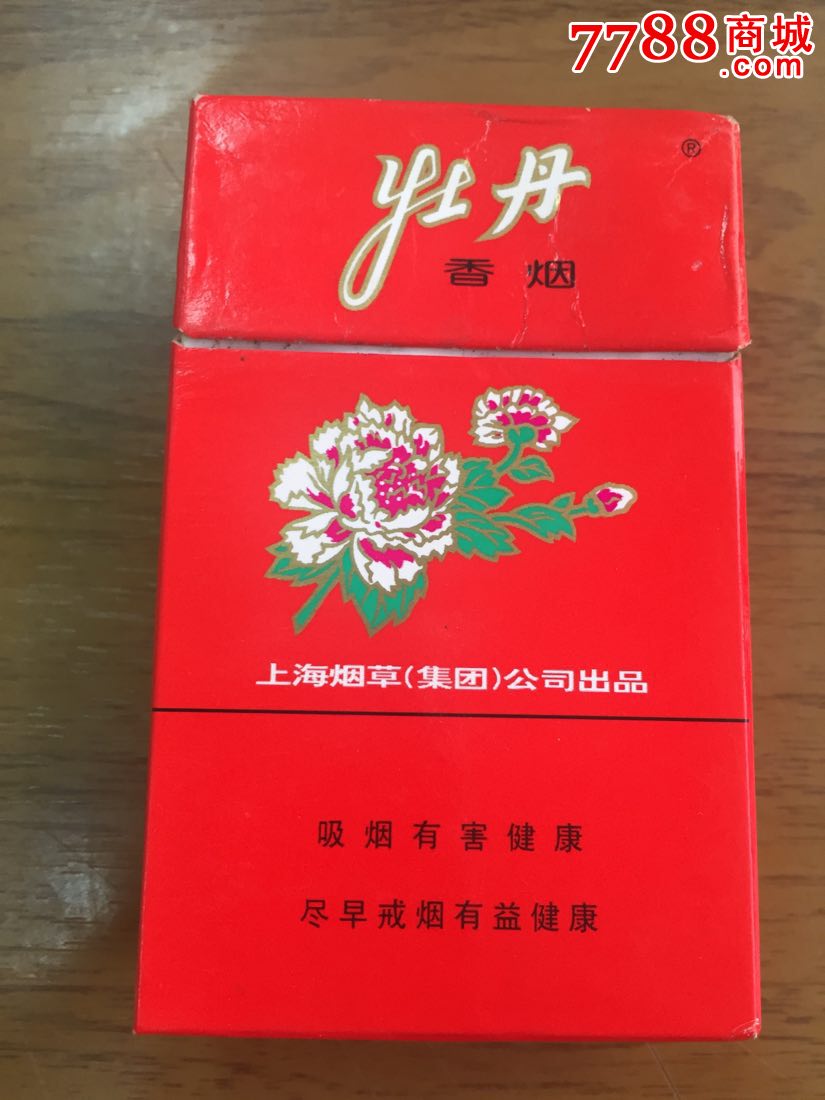 7788商城
.com
牡丹
®
香烟
上海烟草(集团)公司出品
吸烟有害健康
尽早戒烟有益健康